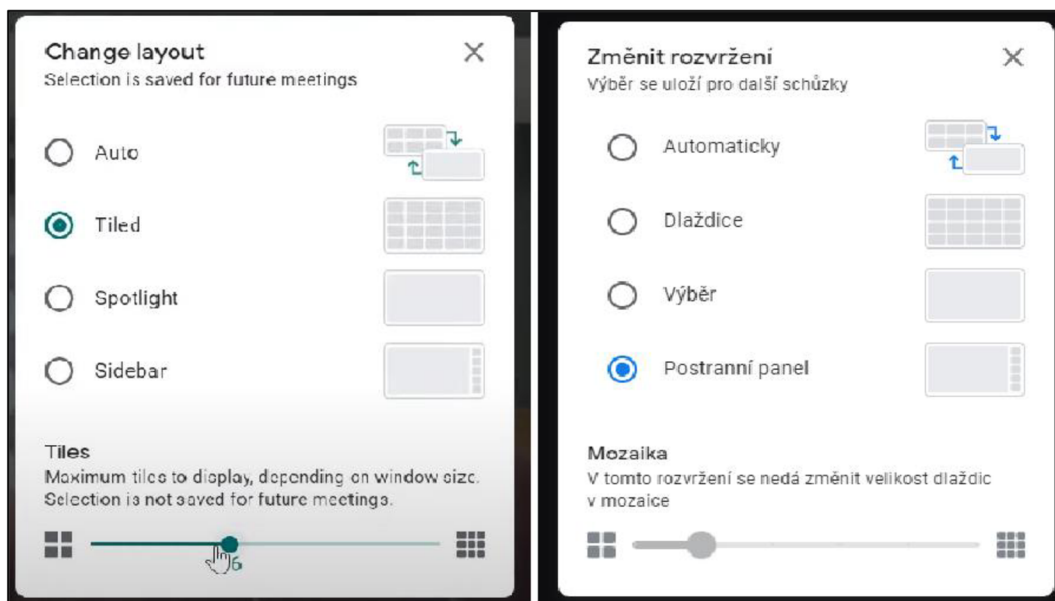 Change layout
Selection is saved for future meetings
Auto
Tiled
Spotlight
Sidebar
Tiles
Maximum tiles to display, depending on window size.
Selection is not saved for future meetings.
6
Změnit rozvržení
Výběr se uloží pro další schůzky
Automaticky
Dlaždice
Výběr
Postranní panel
Mozaika
V tomto rozvržení se nedá změnit velikost dlaždic
v mozaice